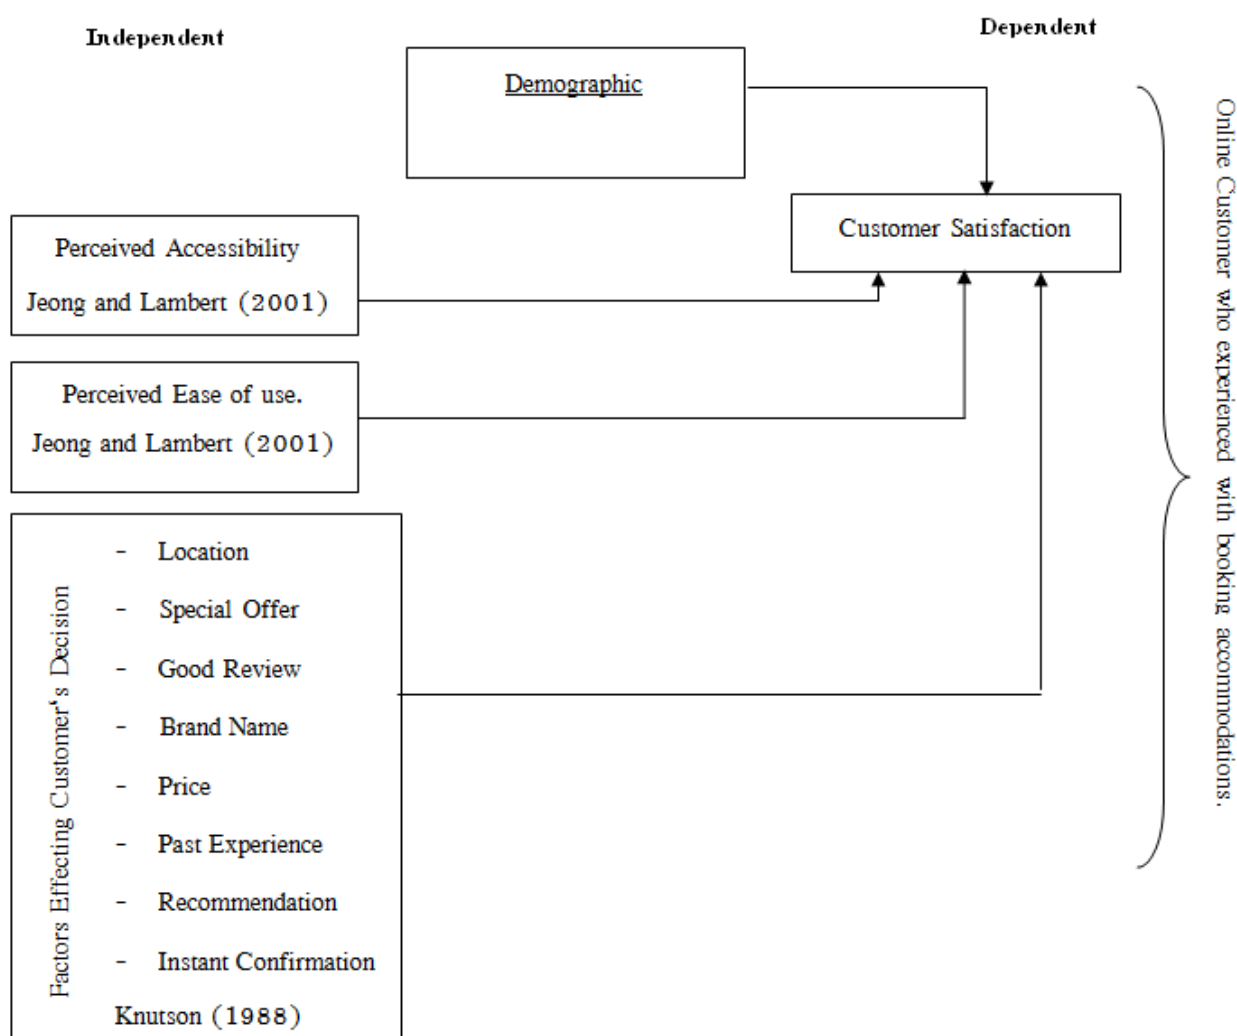 Independent
Dependent
Demographic
Customer Satisfaction
Perceived Accessibility
Jeong and Lambert (2001)
Perceived Ease of use.
Jeong and Lambert (2001)
Factors Effecting Customer's Decision
- Location
- Special Offer
- Good Review
- Brand Name
- Price
- Past Experience
- Recommendation
- Instant Confirmation
Knutson (1988)
Online Customer who experienced with booking accommodations.